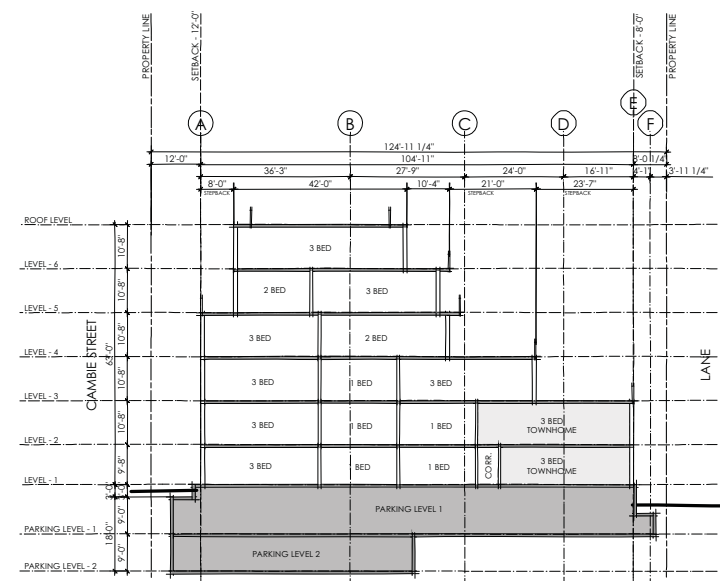 PROPERTY LINE
SETBACK - 12'-0"
SETBACK - 8'-0"
PROPERTY LINE
A
B
C
D
E
F
124'-11 1/4"
12'-0"
104'-11"
8'-0 1/4"
36'-3"
27'-9"
24'-0"
16'-11"
4'-1"
3'-11 1/4"
8'-0"
42'-0"
10'-4"
21'-0"
23'-7"
STEPBACK
STEPBACK
STEPBACK
ROOF LEVEL
10'-8"
3 BED
LEVEL - 6
10'-8"
2 BED
3 BED
LEVEL - 5
10'-8"
3 BED
2 BED
LEVEL - 4
CAMBIE STREET
63'-0"
LANE
10'-8"
3 BED
1 BED
3 BED
LEVEL - 3
10'-8"
3 BED
1 BED
1 BED
3 BED
TOWNHOME
LEVEL - 2
9'-8"
3 BED
BED
1 BED
CORR.
3 BED
TOWNHOME
LEVEL - 1
9'-0"
PARKING LEVEL 1
PARKING LEVEL - 1
18'-0"
9'-0"
PARKING LEVEL 2
PARKING LEVEL - 2